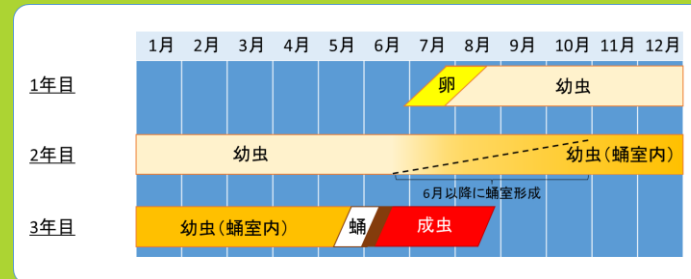 1月 2月 3月 4月 5月 6月 7月 8月 9月 10月 11月 12月
1年目 卵 幼虫
2年目 幼虫 幼虫(蛹室内)
6月以降に蛹室形成
3年目 幼虫(蛹室内) 蛹 成虫